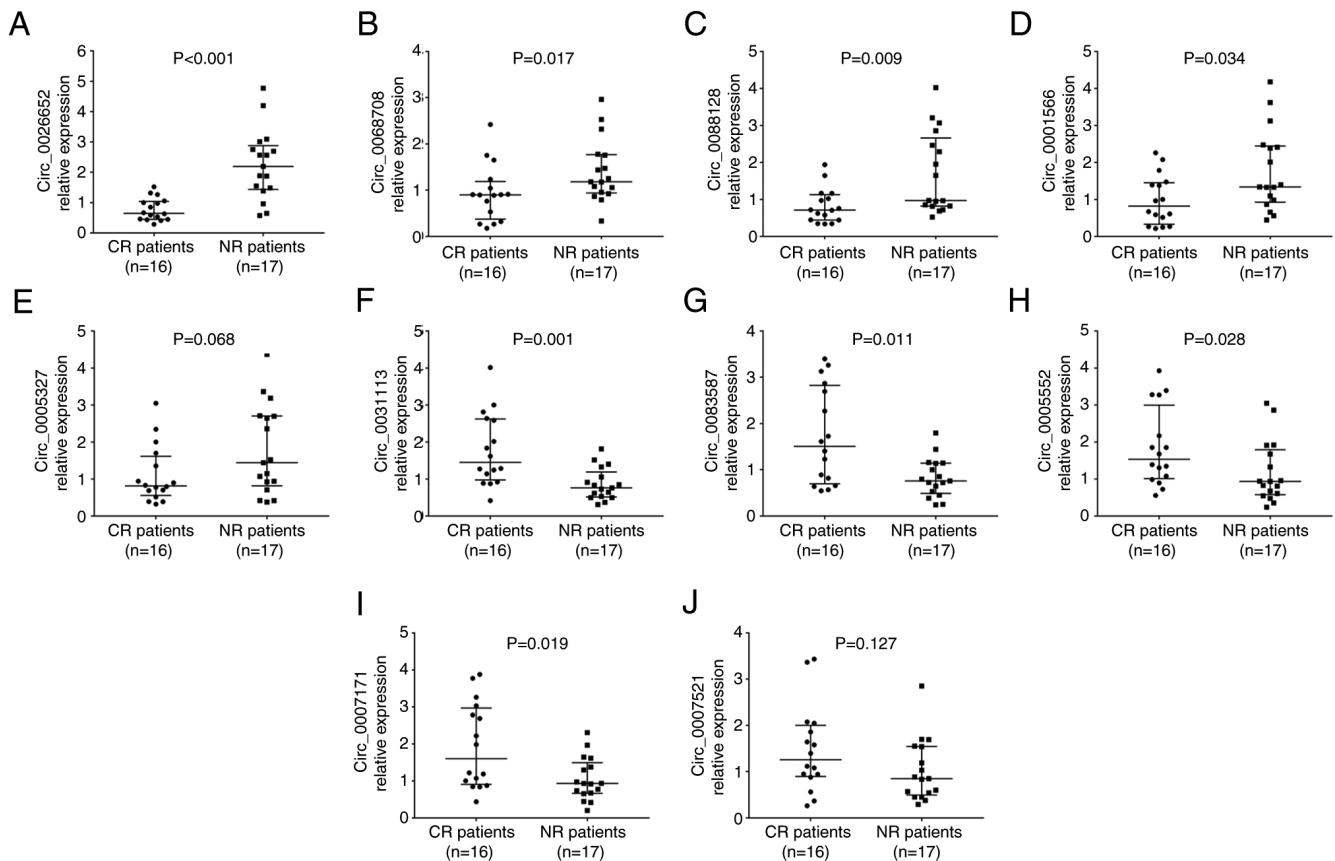 A
Circ_0026652
relative expression
P<0.001
6
5
4
3
2
1
0
CR patients
(n=16)
NR patients
(n=17)
B
Circ_0068708
relative expression
P=0.017
4
3
2
1
0
CR patients
(n=16)
NR patients
(n=17)
C
Circ_0088128
relative expression
P=0.009
5
4
3
2
1
0
CR patients
(n=16)
NR patients
(n=17)
D
Circ_0001566
relative expression
P=0.034
5
4
3
2
1
0
CR patients
(n=16)
NR patients
(n=17)
E
Circ_0005327
relative expression
P=0.068
5
4
3
2
1
0
CR patients
(n=16)
NR patients
(n=17)
F
Circ_0031113
relative expression
P=0.001
5
4
3
2
1
0
CR patients
(n=16)
NR patients
(n=17)
G
Circ_0083587
relative expression
P=0.011
4
3
2
1
0
CR patients
(n=16)
NR patients
(n=17)
H
Circ_0005552
relative expression
P=0.028
5
4
3
2
1
0
CR patients
(n=16)
NR patients
(n=17)
I
Circ_0007171
relative expression
P=0.019
5
4
3
2
1
0
CR patients
(n=16)
NR patients
(n=17)
J
Circ_0007521
relative expression
P=0.127
4
3
2
1
0
CR patients
(n=16)
NR patients
(n=17)